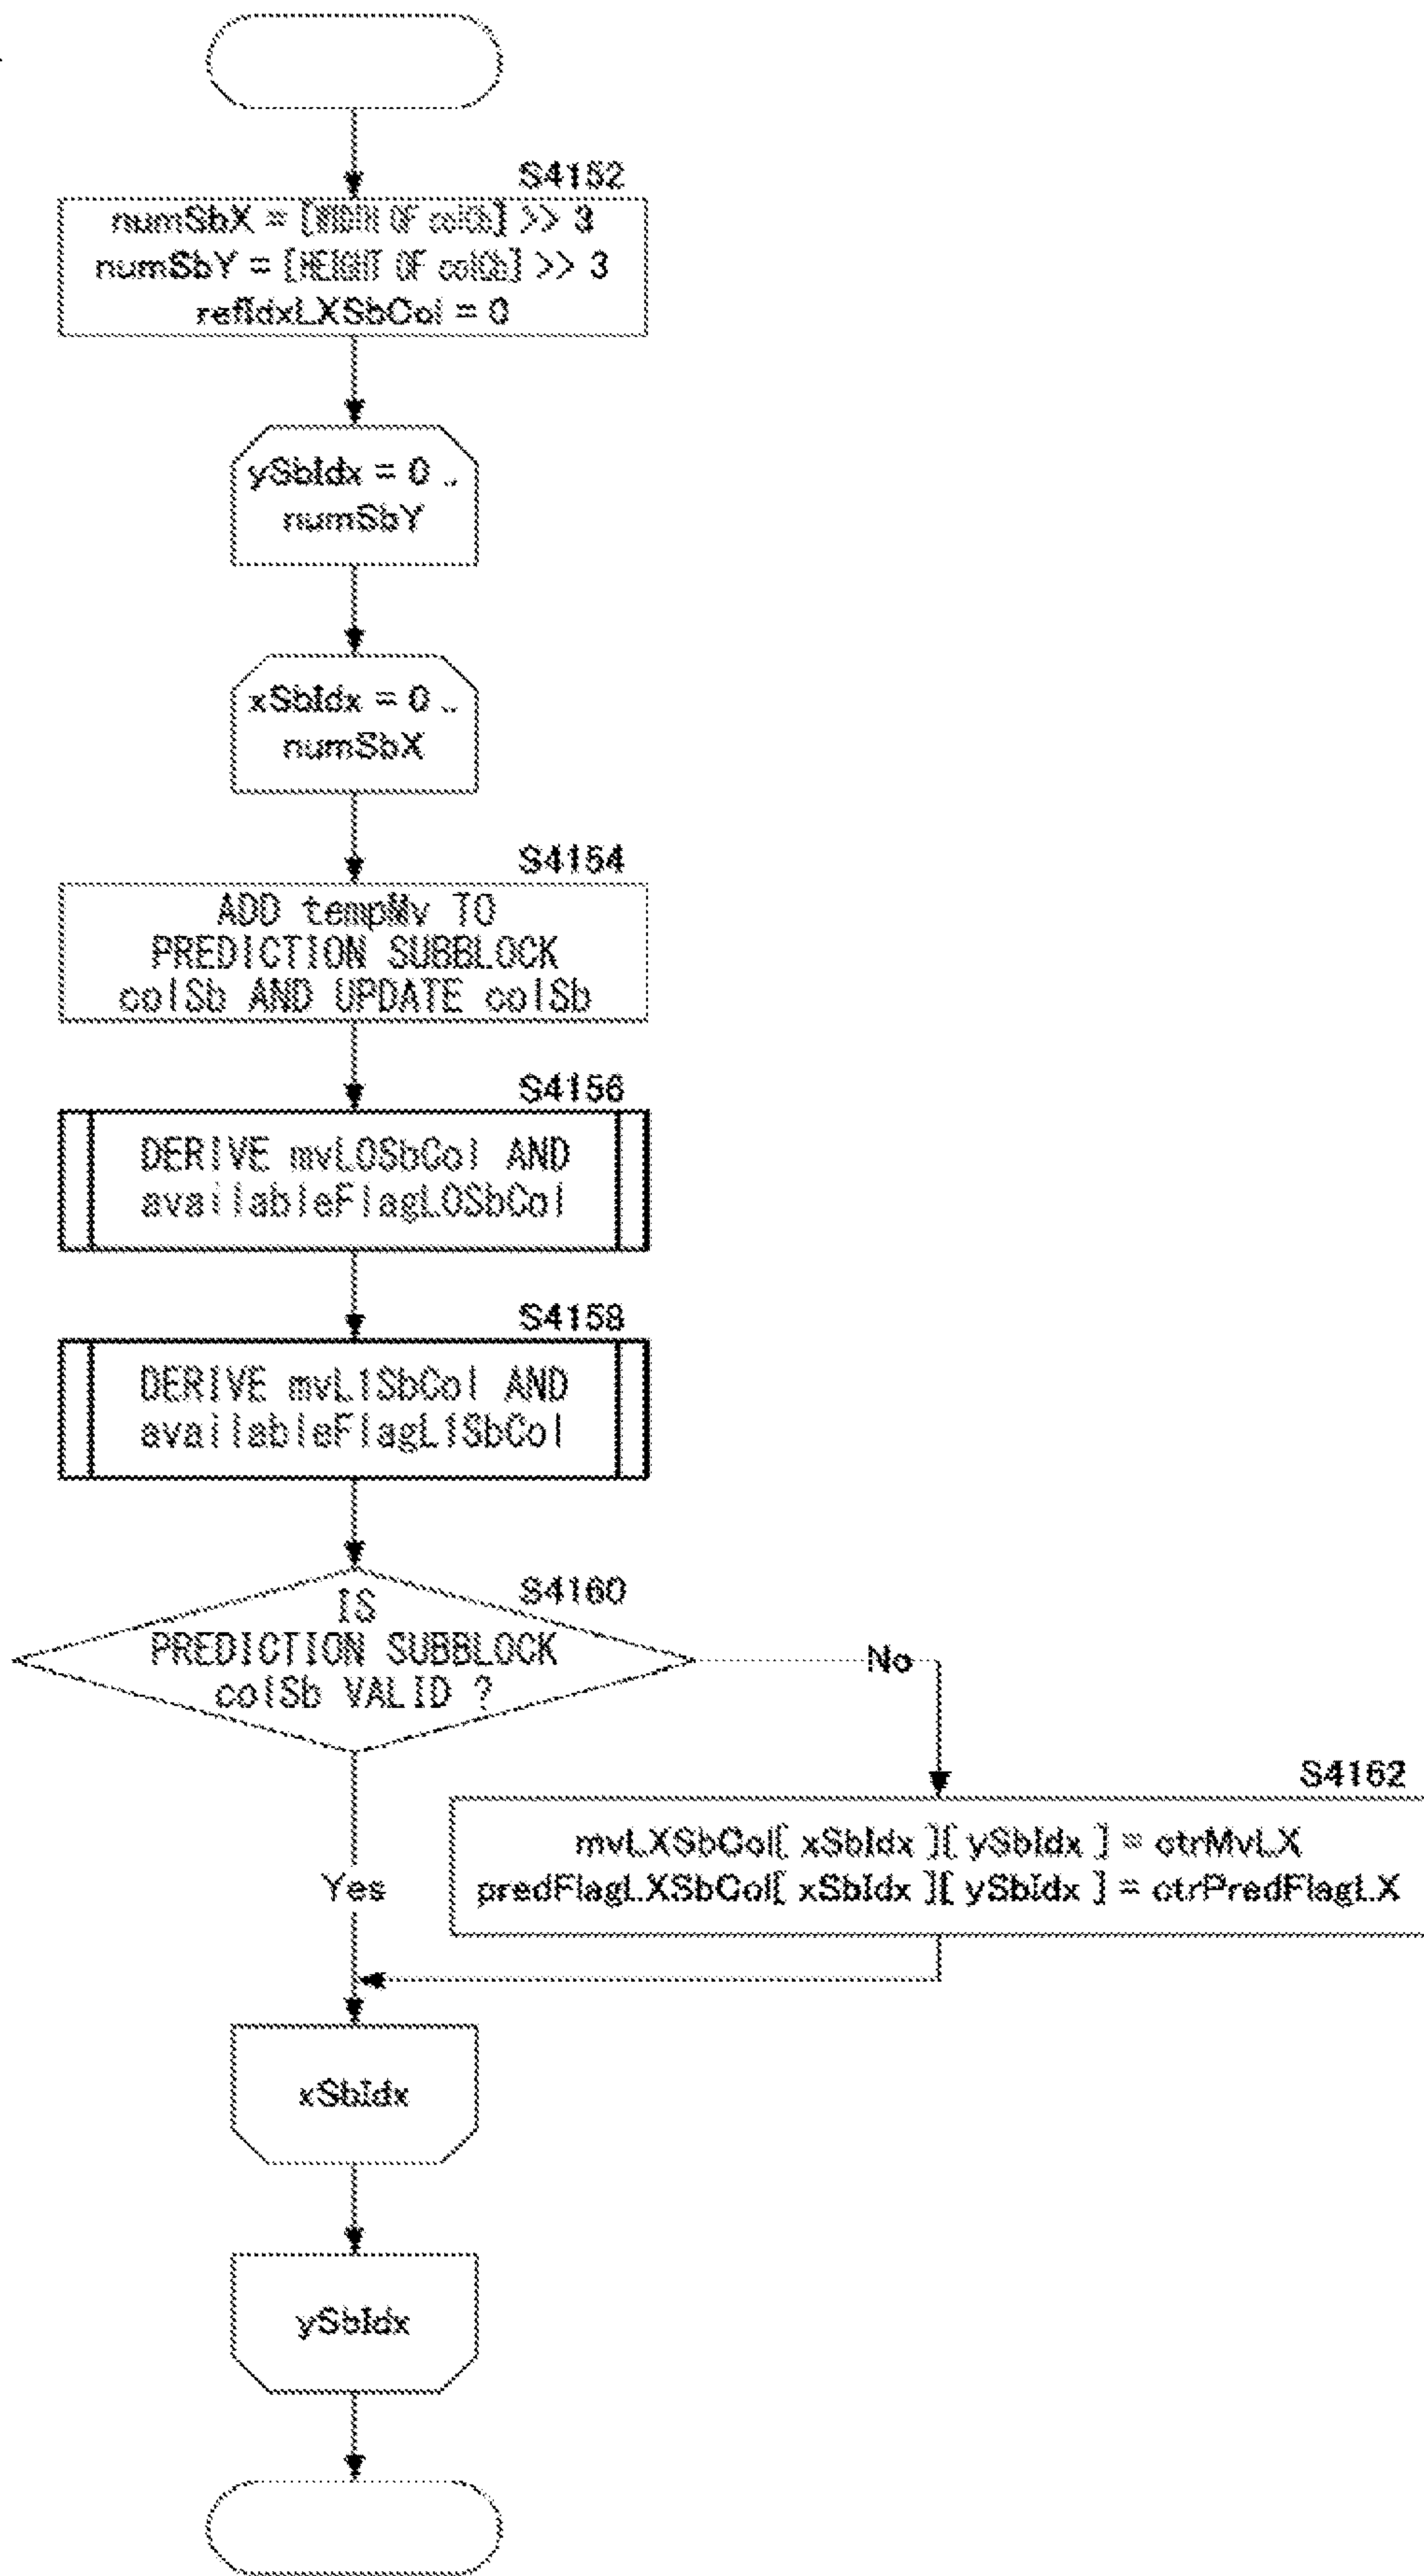 S4152
numSbX = [WIDTH OF colCb] >> 3
numSbY = [HEIGHT OF colCb] >> 3
refIdxLXSbCol = 0
ySbIdx = 0 ..
numSbY
xSbIdx = 0 ..
numSbX
S4154
ADD tempMv TO
PREDICTION SUBBLOCK
colSb AND UPDATE colSb
S4156
DERIVE mvL0SbCol AND
availableFlagL0SbCol
S4158
DERIVE mvL1SbCol AND
availableFlagL1SbCol
S4160
IS
PREDICTION SUBBLOCK
colSb VALID ?
No
S4162
mvLXSbCol[ xSbIdx ][ ySbIdx ] = ctrMvLX
predFlagLXSbCol[ xSbIdx ][ ySbIdx ] = ctrPredFlagLX
Yes
xSbIdx
ySbIdx